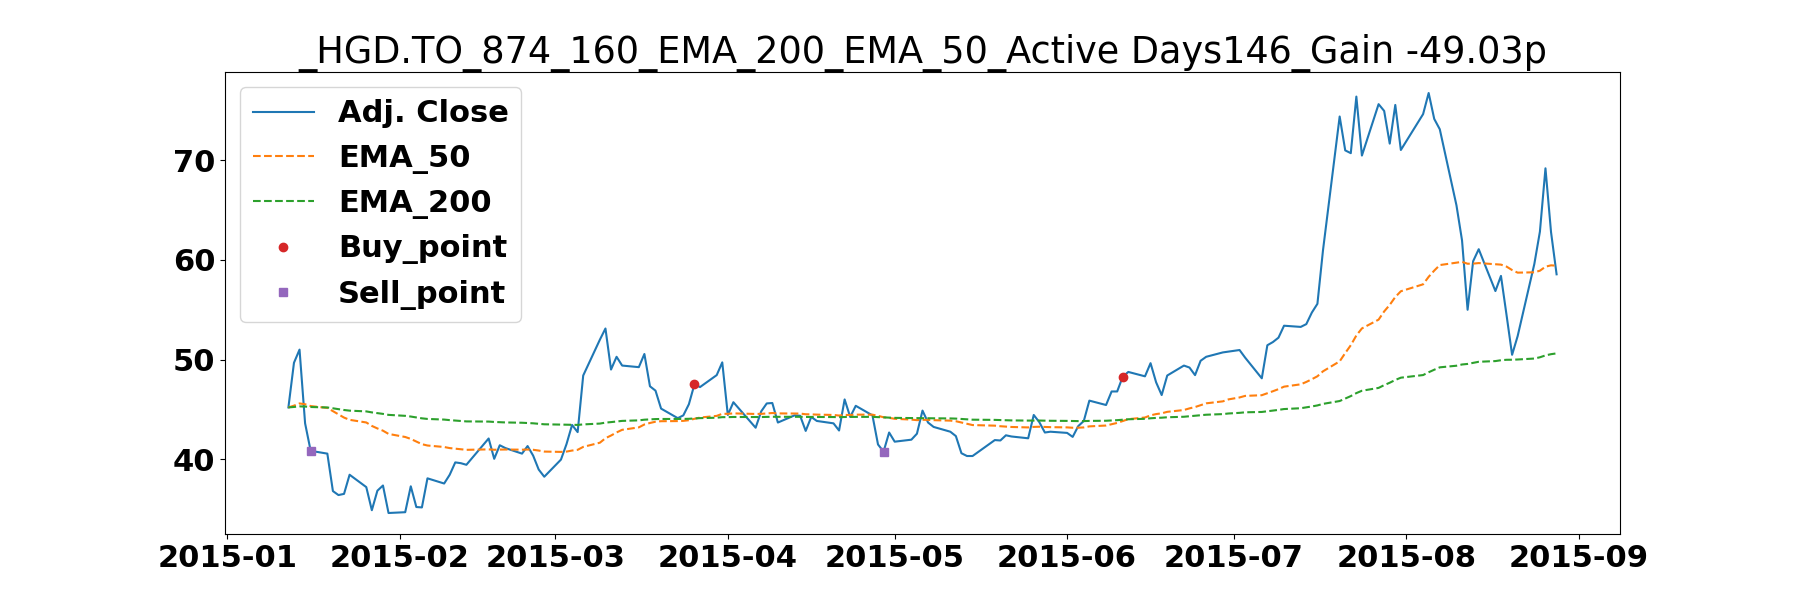 _HGD.TO_874_160_EMA_200_EMA_50_Active Days146_Gain -49.03p
Adj. Close
EMA_50
EMA_200
Buy_point
Sell_point
70
60
50
40
2015-01 2015-02 2015-03 2015-04 2015-05 2015-06 2015-07 2015-08 2015-09